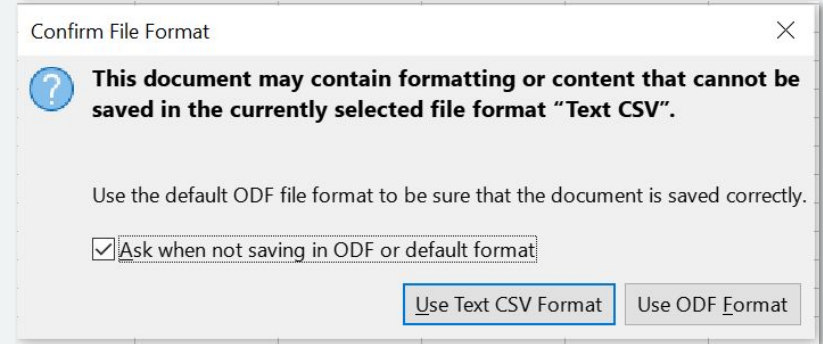 Confirm File Format
This document may contain formatting or content that cannot be
saved in the currently selected file format “Text CSV”.
Use the default ODF file format to be sure that the document is saved correctly.
Ask when not saving in ODF or default format
Use Text CSV Format
Use ODF Format